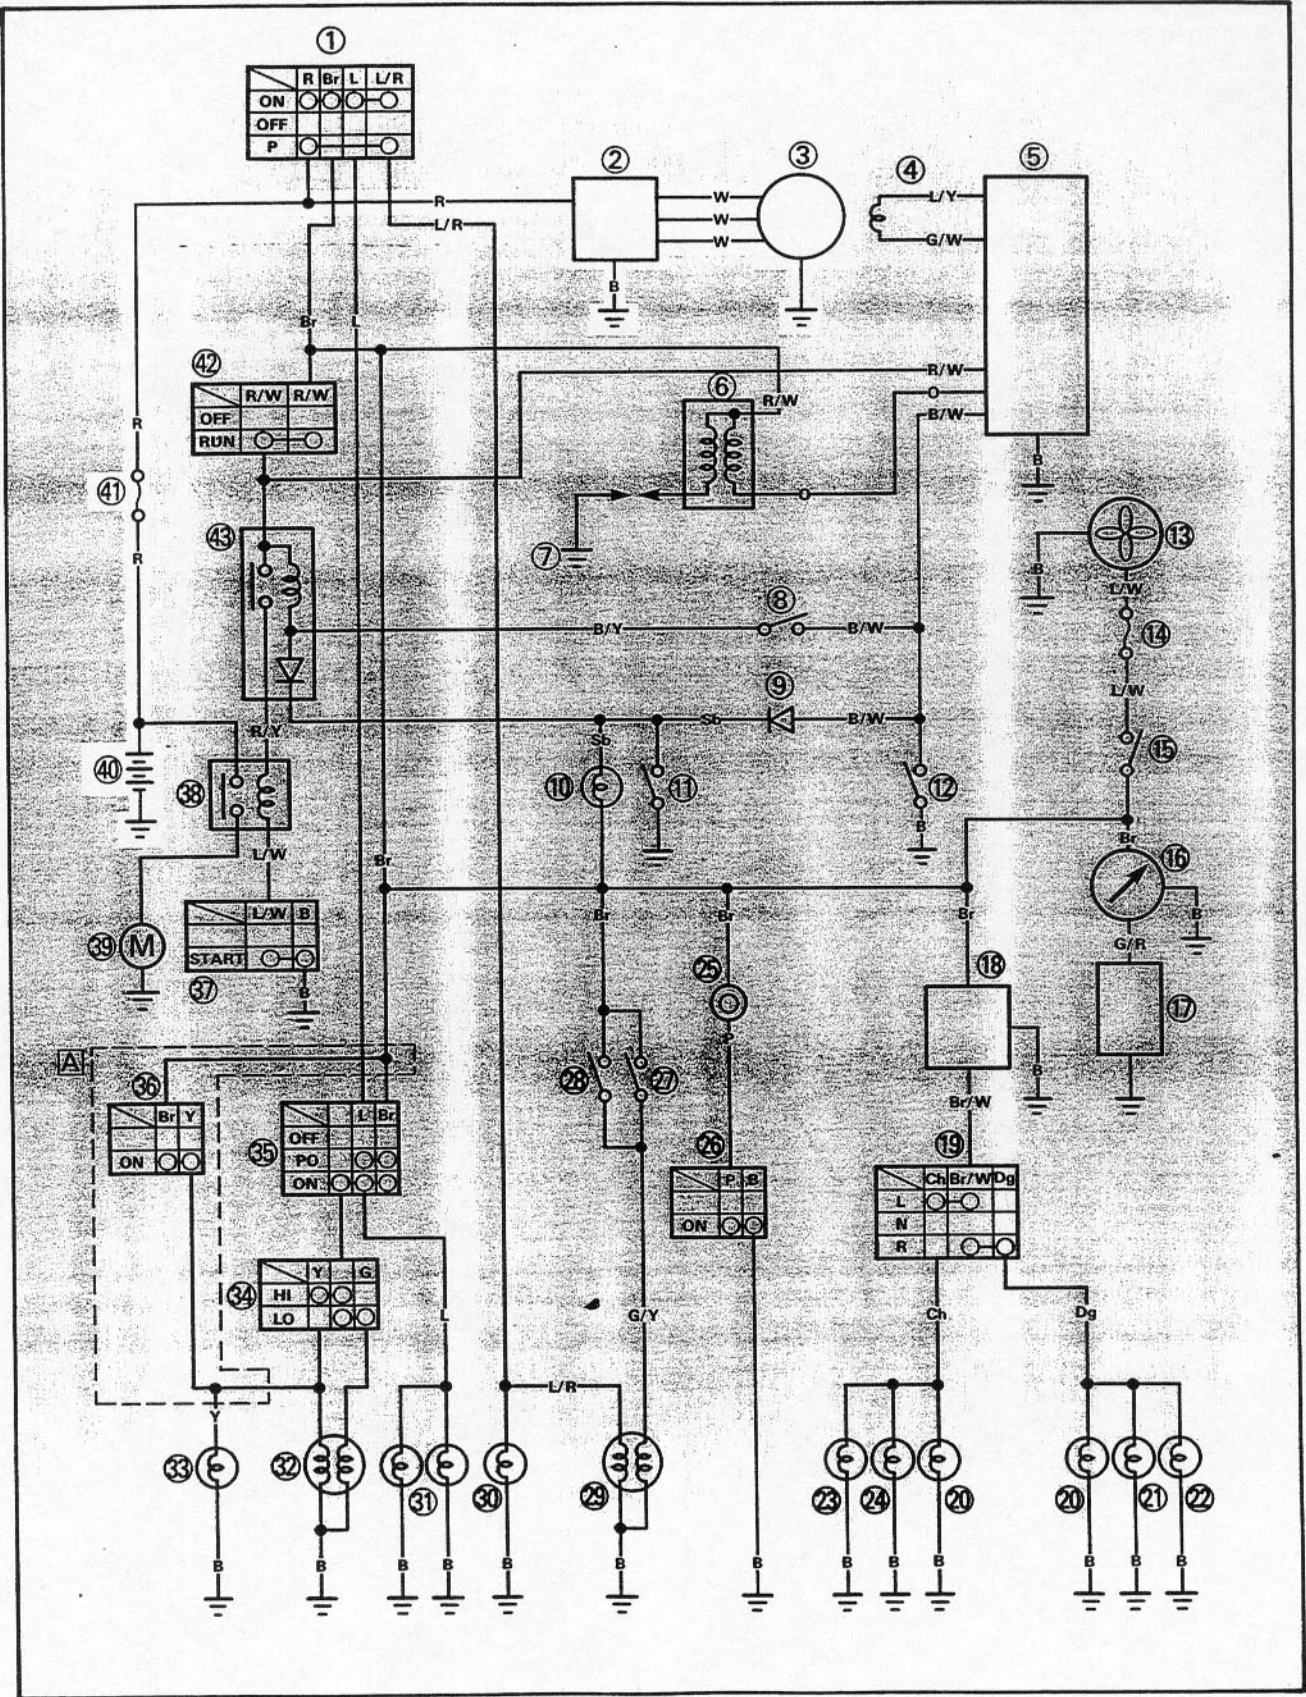 ①
R Br L L/R
ON
OFF
P
② ③ ④ ⑤
R
W
L/Y
L/R
W
W
G/W
B
Br L
㊷
R/W R/W
OFF
RUN
⑥
R/W
R/W
O
B/W
R
B
㊶
O
⑬
㊸
⑦
R
B
L/W
⑧
B/Y
B/W
⑭
L/W
⑨
R/Y
Sb
B/W
Sb
⑮
㊵
㊳
⑩
⑪
⑫
B
L/W
Br
Br
⑯
L/W B
START
Br
Br
Br
B
㊴
M
G/R
㊲
B
㉕
⑱
⑰
A
P
㊱
㉘
㉗
B
Br Y
ON
L Br
OFF
PO
ON
㉟
Br/W
㉖
⑲
P B
ON
Ch Br/W Dg
L
N
R
Y G
HI
LO
㉞
L
G/Y
Ch
Dg
L/R
Y
㉝
㉜
㉛
㉚
㉙
㉓
㉔
⑳
⑳
㉑
㉒
B B B B B B B B B B B B B